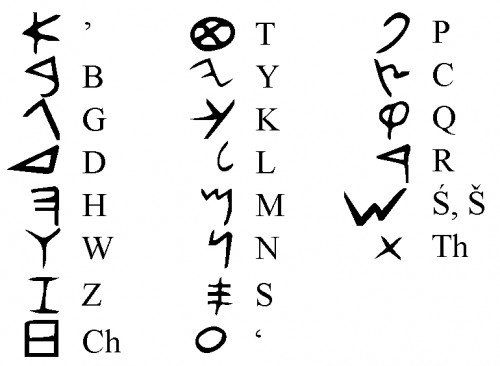 𐤀 ’
𐤁 B
𐤂 G
𐤃 D
𐤄 H
𐤅 W
𐤆 Z
𐤇 Ch
𐤈 T
𐤉 Y
𐤊 K
𐤋 L
𐤌 M
𐤍 N
𐤎 S
𐤏 ‘
𐤐 P
𐤑 C
𐤒 Q
𐤓 R
𐤔 Ś, Š
𐤕 Th